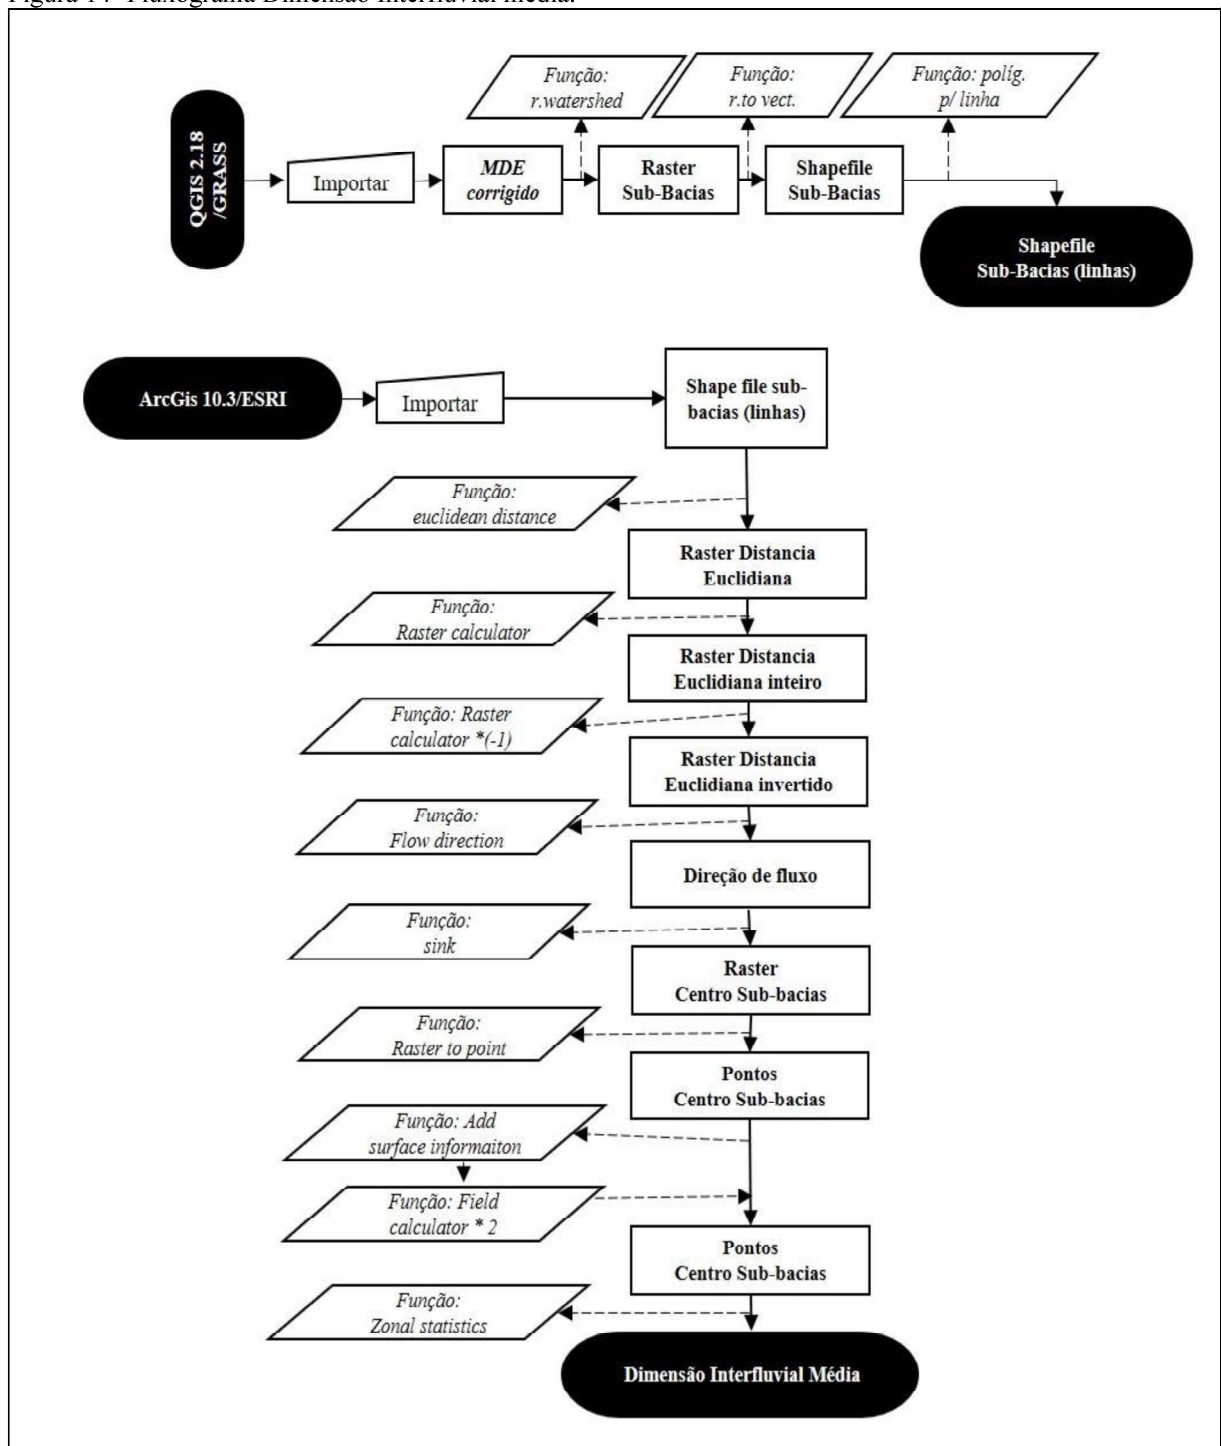 Figura 14- Fluxograma Dimensão Interfluvial média.
Função:
r.watershed
Função:
r.to vect.
Função: políg.
p/ linha
QGIS 2.18
/GRASS
Importar
MDE
corrigido
Raster
Sub-Bacias
Shapefile
Sub-Bacias
Shapefile
Sub-Bacias (linhas)
ArcGis 10.3/ESRI
Importar
Shape file sub-
bacias (linhas)
Função:
euclidean distance
Raster Distancia
Euclidiana
Função:
Raster calculator
Raster Distancia
Euclidiana inteiro
Função: Raster
calculator *(-1)
Raster Distancia
Euclidiana invertido
Função:
Flow direction
Direção de fluxo
Função:
sink
Raster
Centro Sub-bacias
Função:
Raster to point
Pontos
Centro Sub-bacias
Função: Add
surface informaiton
Função: Field
calculator * 2
Pontos
Centro Sub-bacias
Função:
Zonal statistics
Dimensão Interfluvial Média